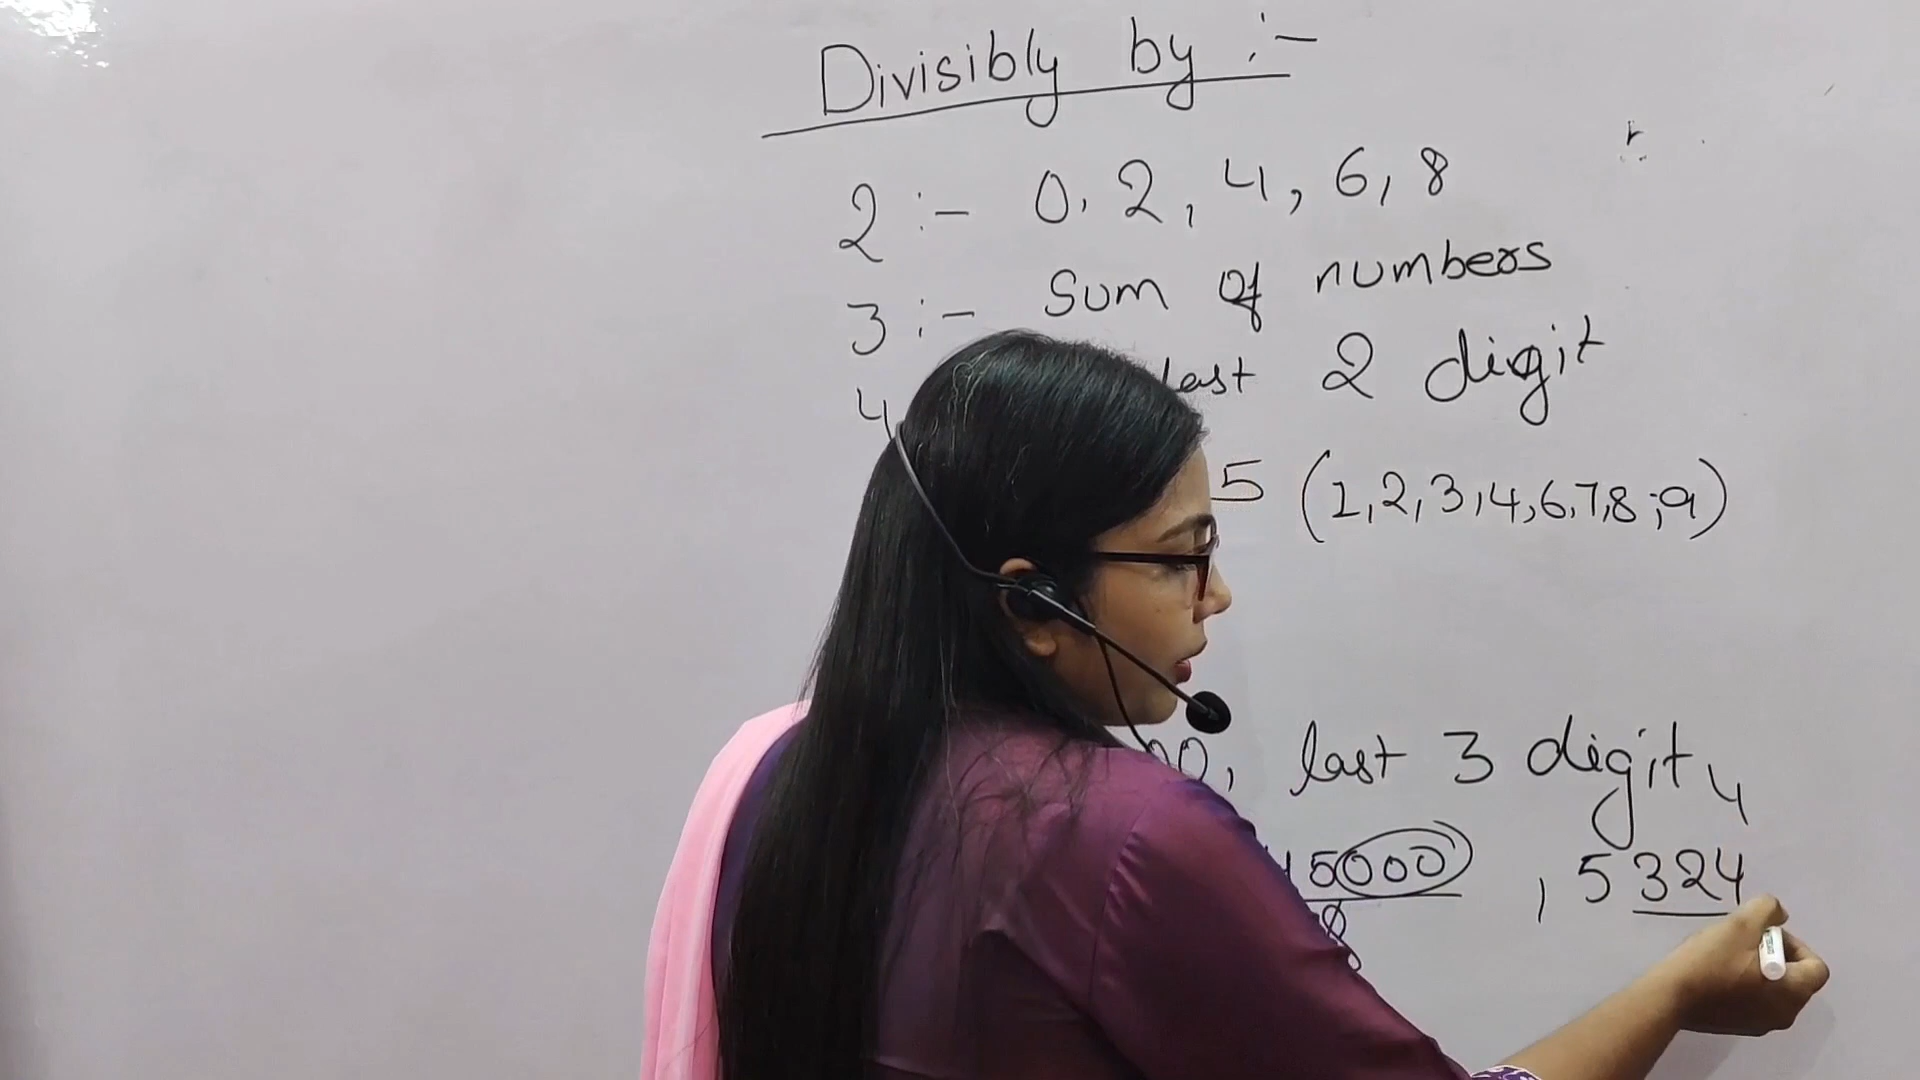 Divisibly by :-
2 :- 0, 2, 4, 6, 8
3 :- Sum of numbers
4 last 2 digit
5 (1,2,3,4,6,7,8,9)
00, last 3 digit
5000, 5324
8